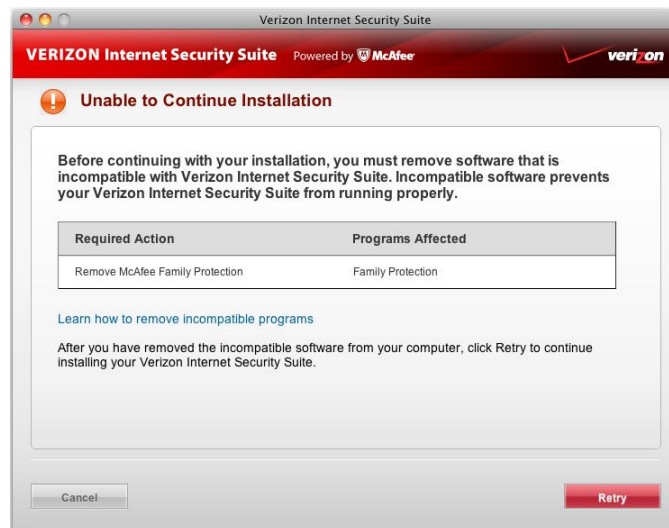 Verizon Internet Security Suite
VERIZON Internet Security Suite Powered by McAfee verizon
Unable to Continue Installation
Before continuing with your installation, you must remove software that is
incompatible with Verizon Internet Security Suite. Incompatible software prevents
your Verizon Internet Security Suite from running properly.
Required Action Programs Affected
Remove McAfee Family Protection Family Protection
Learn how to remove incompatible programs
After you have removed the incompatible software from your computer, click Retry to continue
installing your Verizon Internet Security Suite.
Cancel Retry